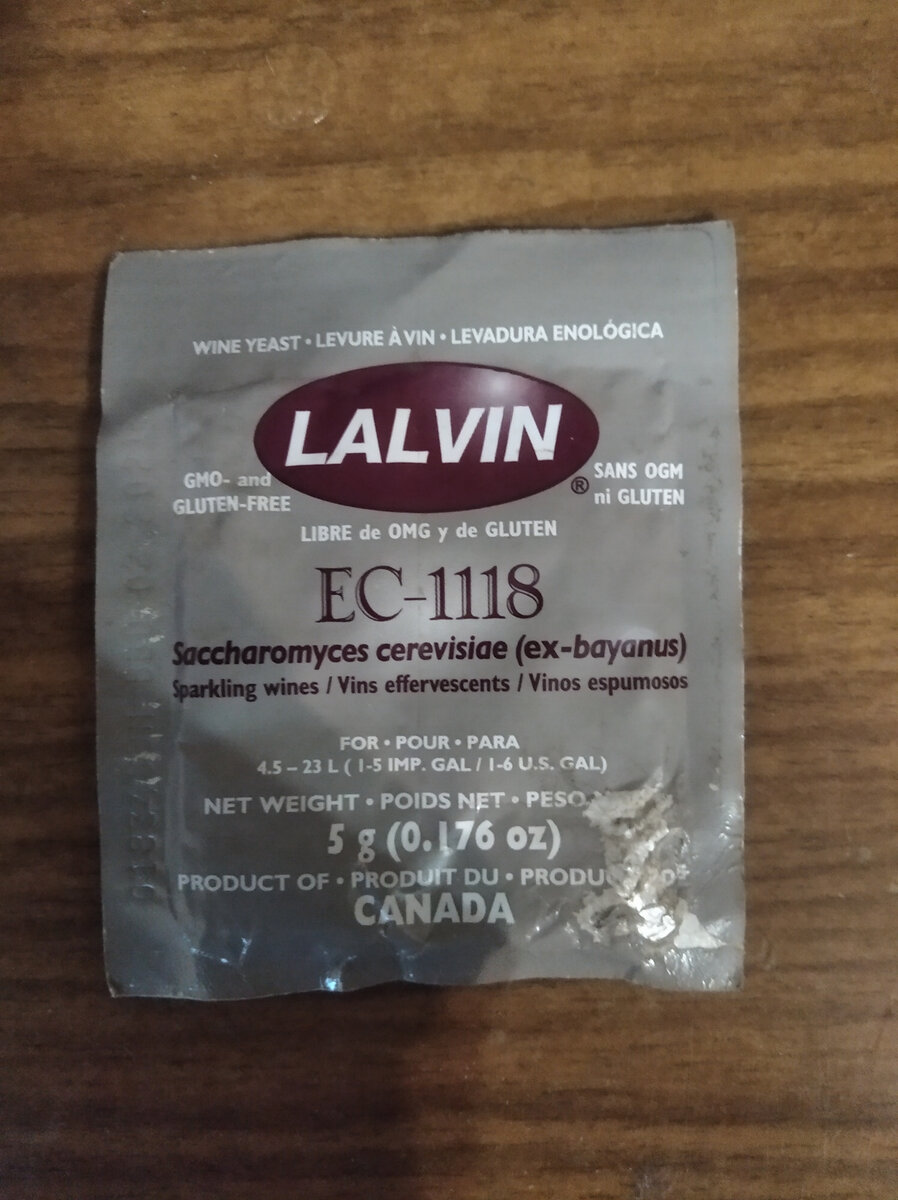 WINE YEAST • LEVURE À VIN • LEVADURA ENOLÓGICA
LALVIN ®
GMO- and
GLUTEN-FREE
SANS OGM
ni GLUTEN
LIBRE de OMG y de GLUTEN
EC-1118
Saccharomyces cerevisiae (ex-bayanus)
Sparkling wines / Vins effervescents / Vinos espumosos
FOR • POUR • PARA
4.5 – 23 L ( 1-5 IMP. GAL / 1-6 U.S. GAL)
NET WEIGHT • POIDS NET • PESO
5 g (0.176 oz)
PRODUCT OF • PRODUIT DU •
CANADA